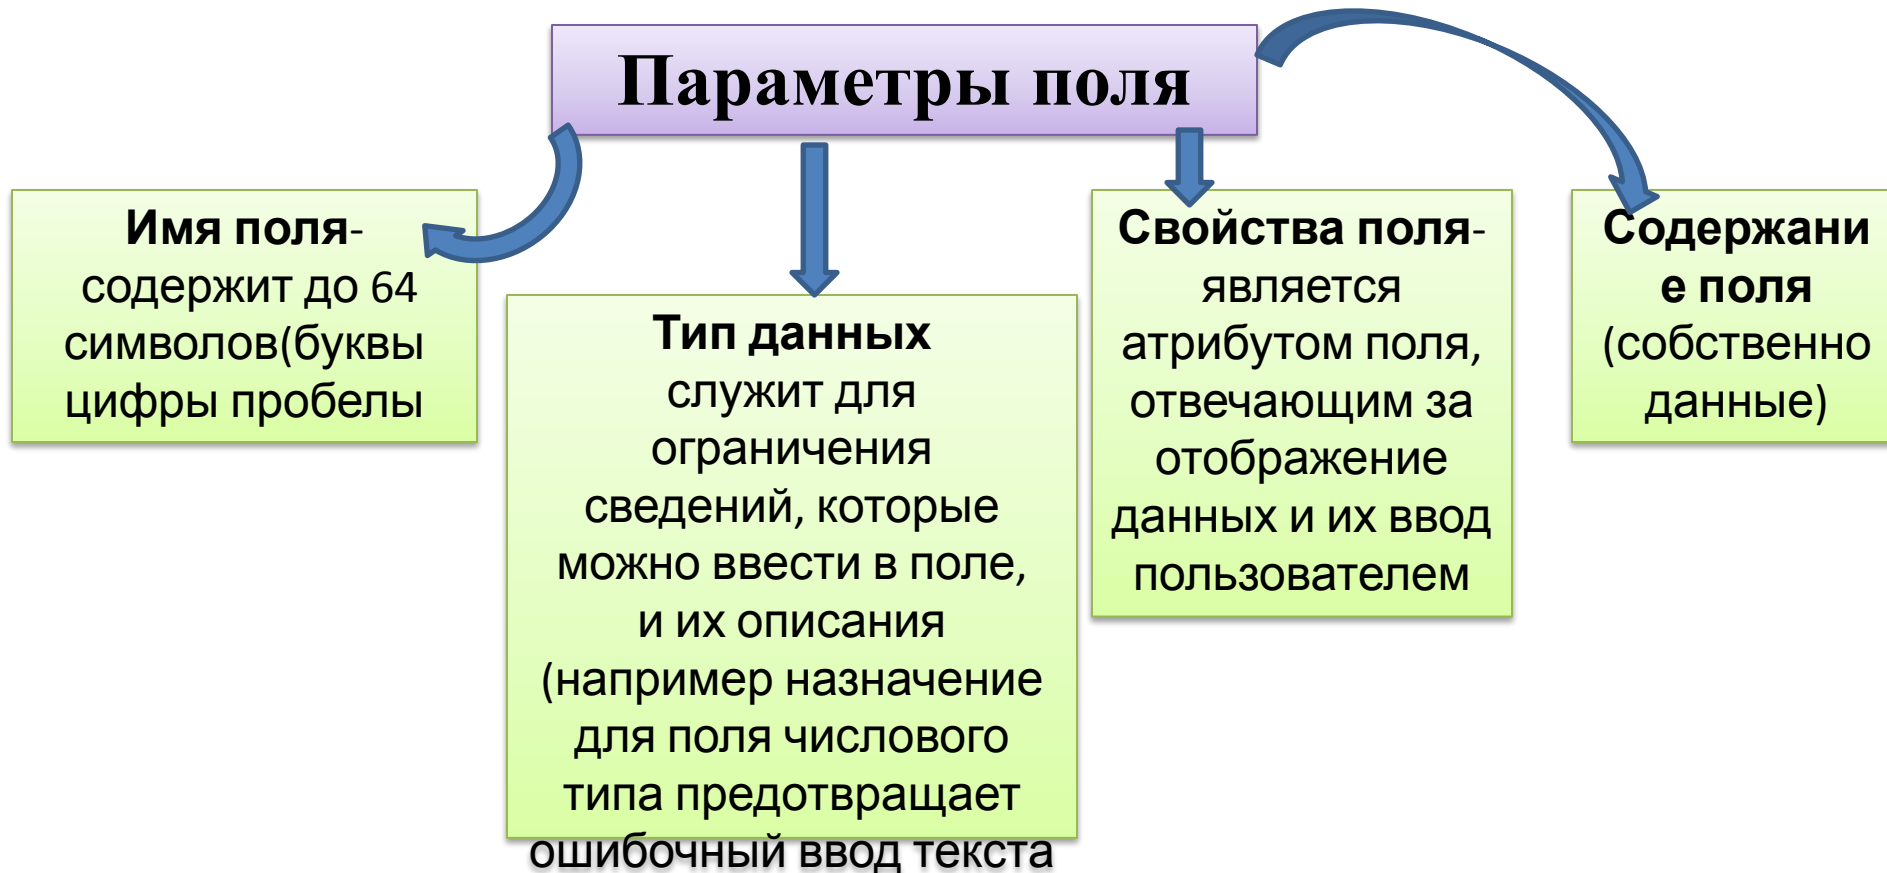 Параметры поля
Имя поля-
содержит до 64
символов(буквы
цифры пробелы
Тип данных
служит для
ограничения
сведений, которые
можно ввести в поле,
и их описания
(например назначение
для поля числового
типа предотвращает
ошибочный ввод текста
Свойства поля-
является
атрибутом поля,
отвечающим за
отображение
данных и их ввод
пользователем
Содержани
е поля
(собственно
данные)